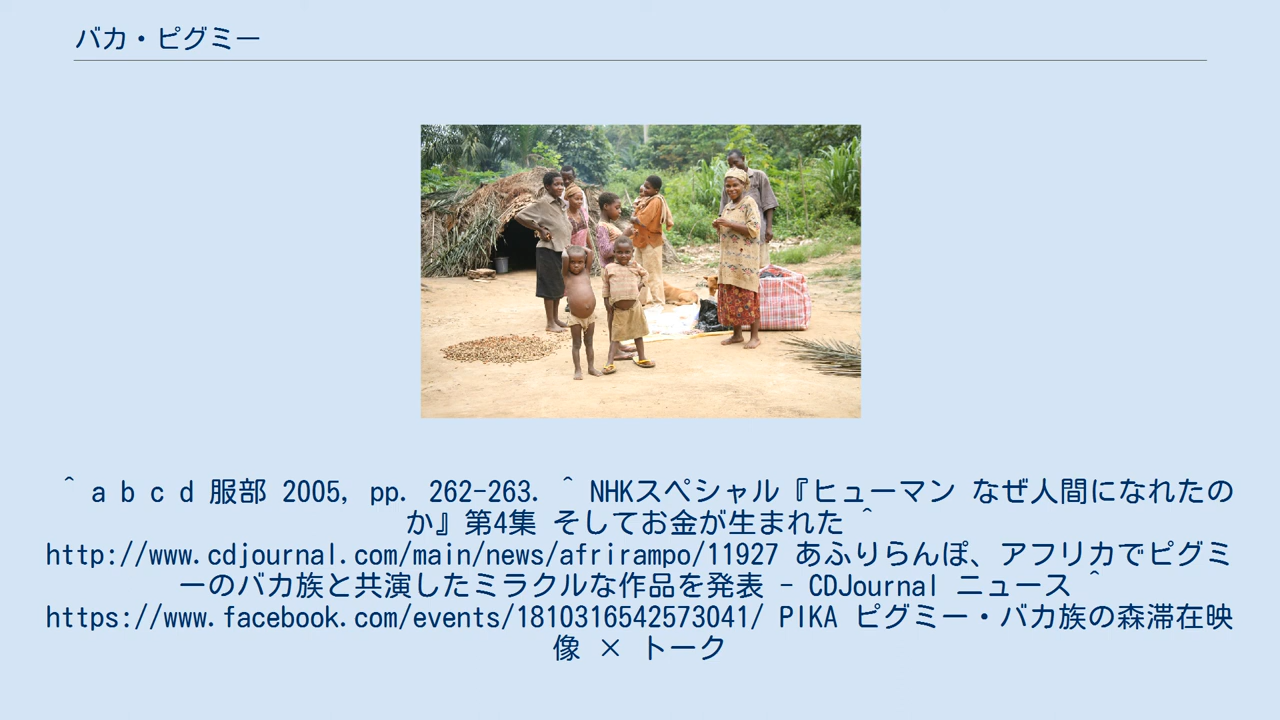 バカ・ピグミー
^ a b c d 服部 2005, pp. 262-263. ^ NHKスペシャル『ヒューマン なぜ人間になれたの
か』第4集 そしてお金が生まれた ^
http://www.cdjournal.com/main/news/afrirampo/11927 あふりらんぽ、アフリカでピグミ
ーのバカ族と共演したミラクルな作品を発表 - CDJournal ニュース ^
https://www.facebook.com/events/1810316542573041/ PIKA ピグミー・バカ族の森滞在映
像 × トーク